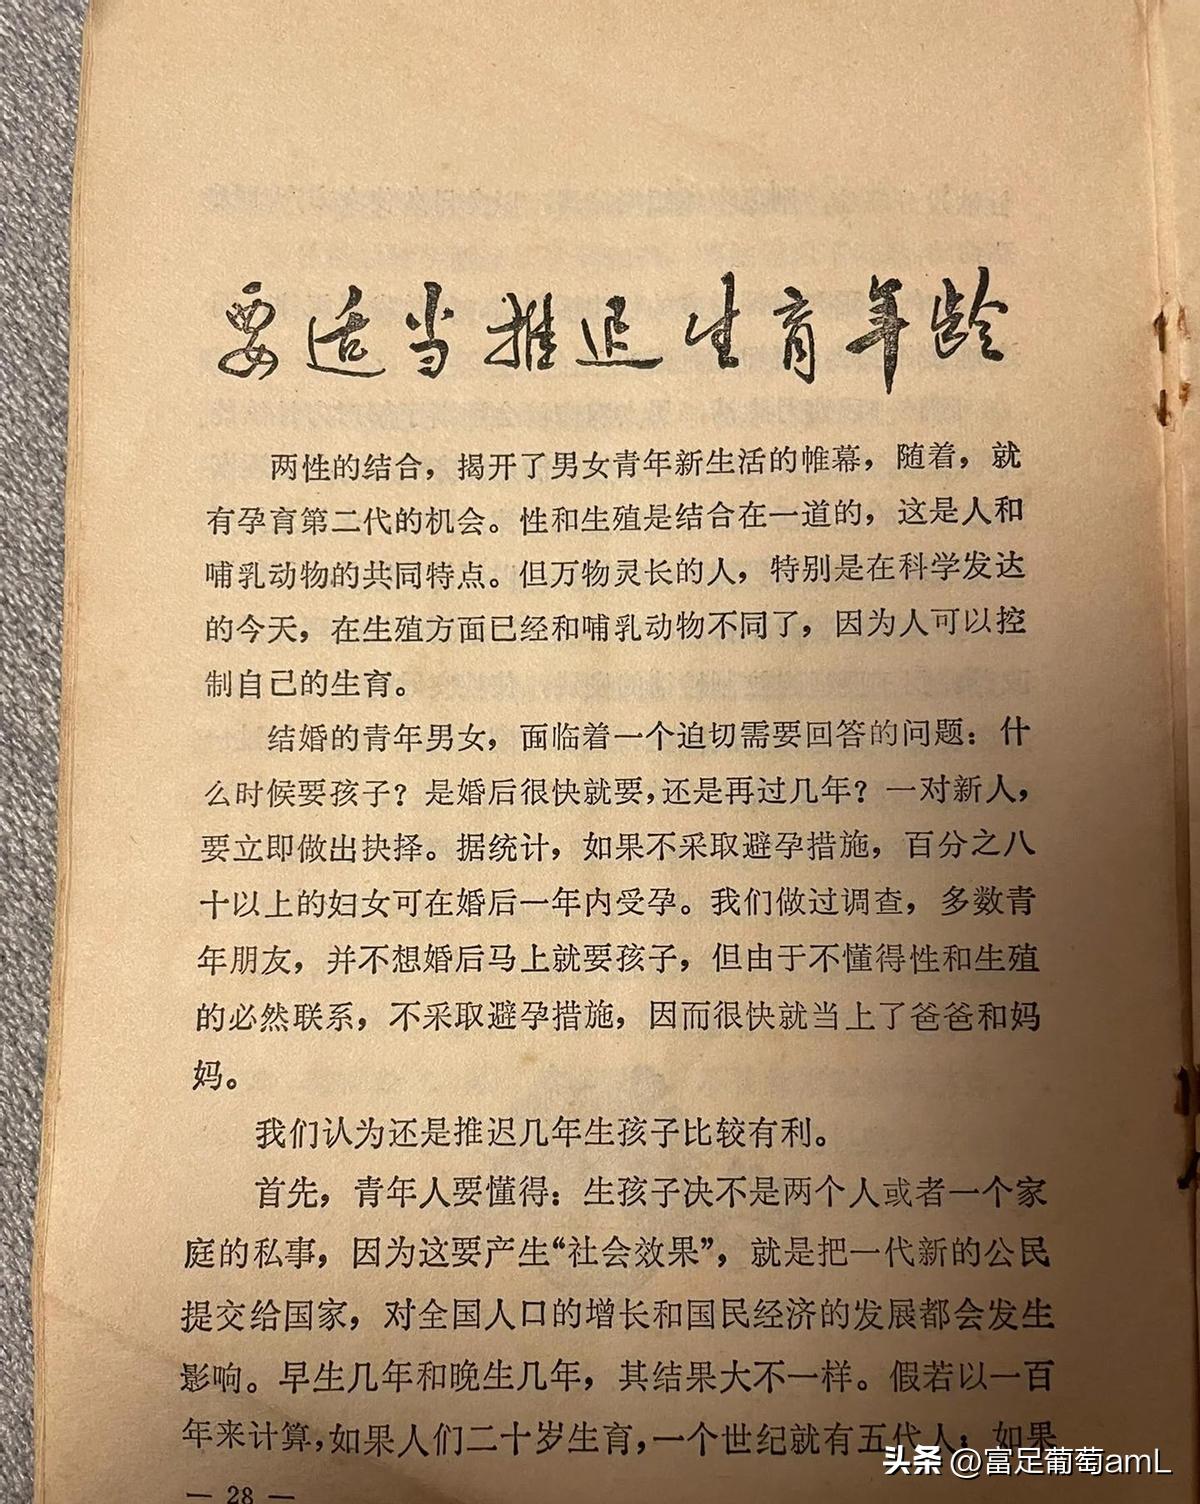 要适当推迟生育年龄
两性的结合，揭开了男女青年新生活的帷幕，随着，就
有孕育第二代的机会。性和生殖是结合在一道的，这是人和
哺乳动物的共同特点。但万物灵长的人，特别是在科学发达
的今天，在生殖方面已经和哺乳动物不同了，因为人可以控
制自己的生育。
结婚的青年男女，面临着一个迫切需要回答的问题：什
么时候要孩子？是婚后很快就要，还是再过几年？一对新人，
要立即做出抉择。据统计，如果不采取避孕措施，百分之八
十以上的妇女可在婚后一年内受孕。我们做过调查，多数青
年朋友，并不想婚后马上就要孩子，但由于不懂得性和生殖
的必然联系，不采取避孕措施，因而很快就当上了爸爸和妈
妈。
我们认为还是推迟几年生孩子比较有利。
首先，青年人要懂得：生孩子决不是两个人或者一个家
庭的私事，因为这要产生“社会效果”，就是把一代新的公民
提交给国家，对全国人口的增长和国民经济的发展都会发生
影响。早生几年和晚生几年，其结果大不一样。假若以一百
年来计算，如果人们二十岁生育，一个世纪就有五代人；如果
— 28 —
头条 @富足葡萄amL